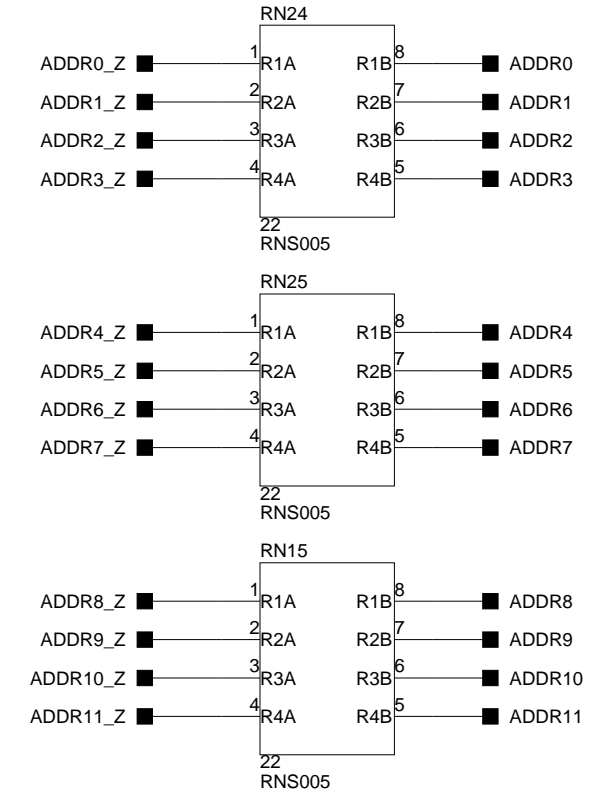 RN24
ADDR0_Z 1 R1A R1B 8 ADDR0
ADDR1_Z 2 R2A R2B 7 ADDR1
ADDR2_Z 3 R3A R3B 6 ADDR2
ADDR3_Z 4 R4A R4B 5 ADDR3
22
RNS005
RN25
ADDR4_Z 1 R1A R1B 8 ADDR4
ADDR5_Z 2 R2A R2B 7 ADDR5
ADDR6_Z 3 R3A R3B 6 ADDR6
ADDR7_Z 4 R4A R4B 5 ADDR7
22
RNS005
RN15
ADDR8_Z 1 R1A R1B 8 ADDR8
ADDR9_Z 2 R2A R2B 7 ADDR9
ADDR10_Z 3 R3A R3B 6 ADDR10
ADDR11_Z 4 R4A R4B 5 ADDR11
22
RNS005